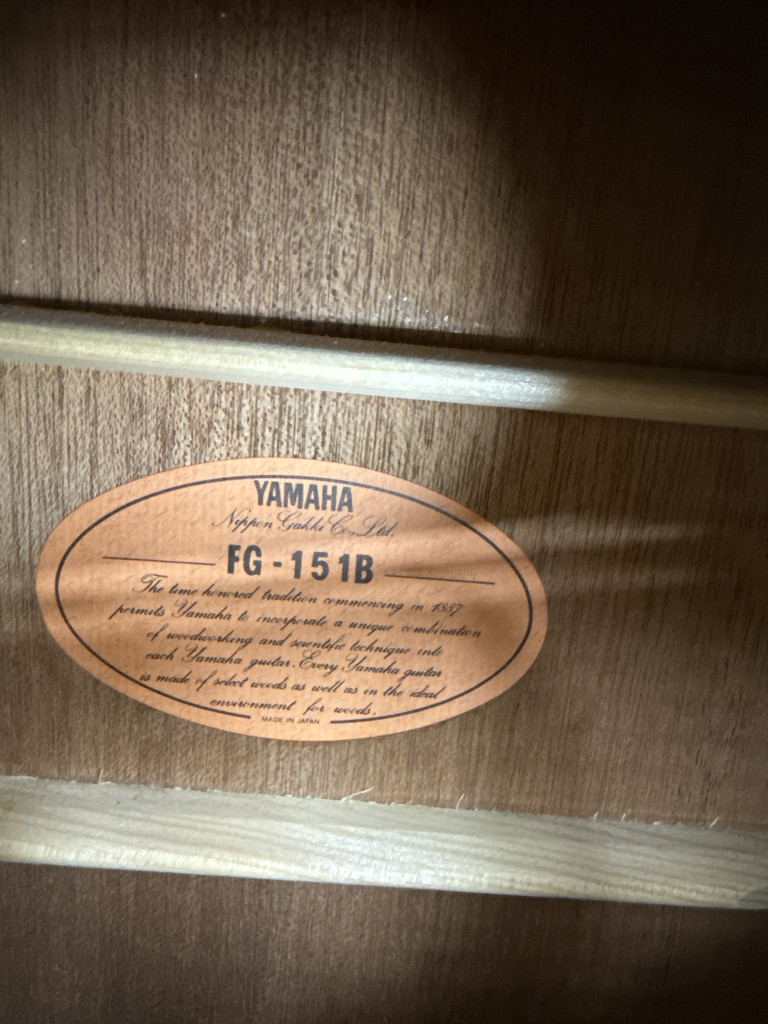 YAMAHA
Nippon Gakki Co., Ltd.
FG-151B
The time honored tradition commencing in 1887
permits Yamaha to incorporate a unique combination
of woodworking and scientific technique into
each Yamaha guitar. Every Yamaha guitar
is made of select woods as well as in the ideal
environment for woods.
MADE IN JAPAN